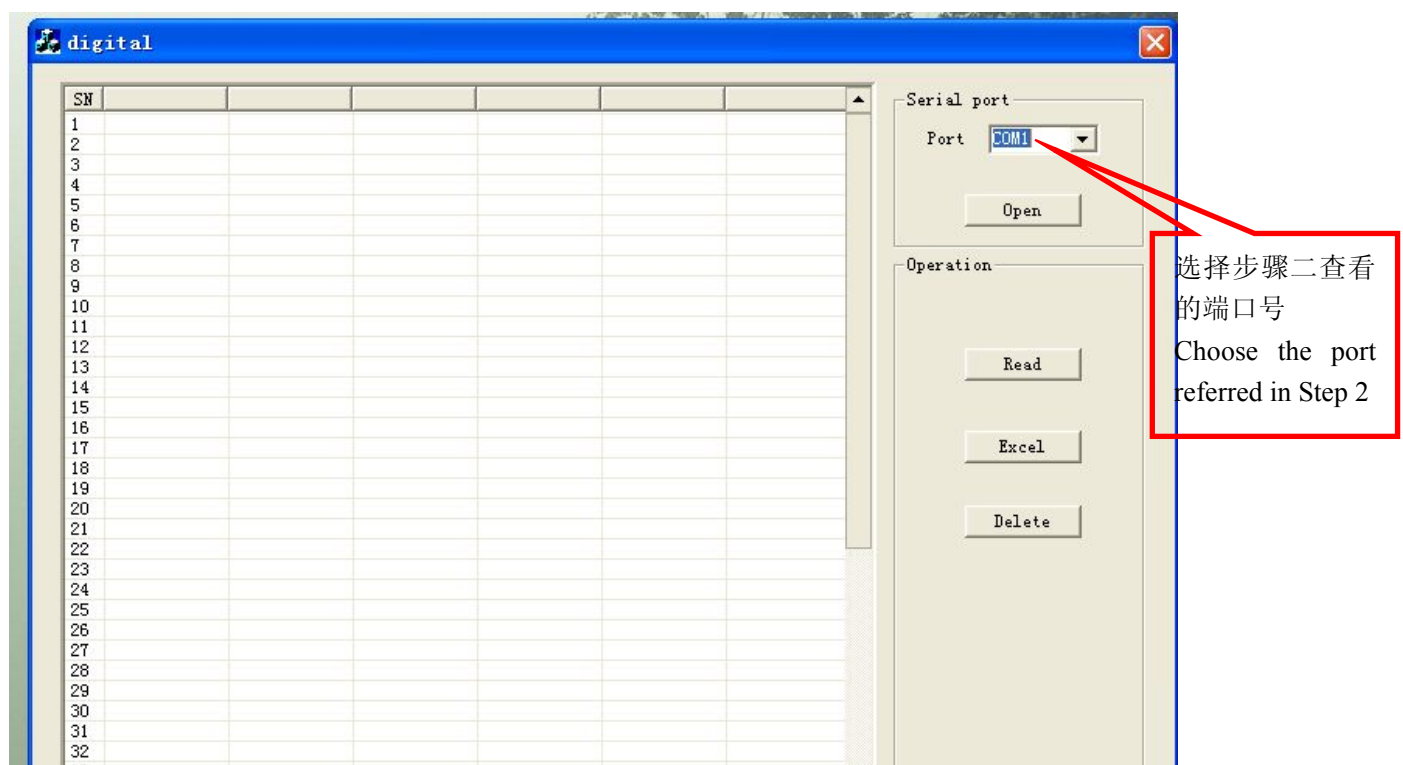 digital
SN
1
2
3
4
5
6
7
8
9
10
11
12
13
14
15
16
17
18
19
20
21
22
23
24
25
26
27
28
29
30
31
32
Serial port
Port COM1
Open
Operation
Read
Excel
Delete
选择步骤二查看
的端口号
Choose the port
referred in Step 2